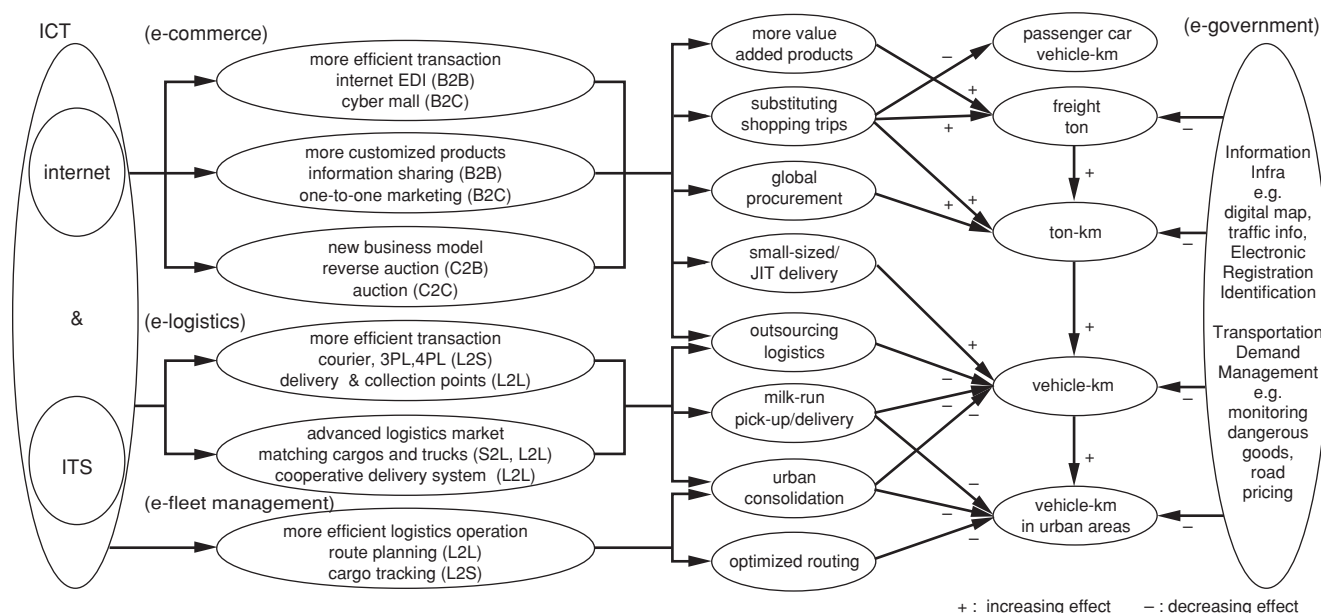 ICT
internet
&
ITS
(e-commerce)
more efficient transaction
internet EDI (B2B)
cyber mall (B2C)
more customized products
information sharing (B2B)
one-to-one marketing (B2C)
new business model
reverse auction (C2B)
auction (C2C)
(e-logistics)
more efficient transaction
courier, 3PL,4PL (L2S)
delivery & collection points (L2L)
advanced logistics market
matching cargos and trucks (S2L, L2L)
cooperative delivery system (L2L)
(e-fleet management)
more efficient logistics operation
route planning (L2L)
cargo tracking (L2S)
more value
added products
substituting
shopping trips
global
procurement
small-sized/
JIT delivery
outsourcing
logistics
milk-run
pick-up/delivery
urban
consolidation
optimized routing
–
+
+
+
+
+
–
–
–
–
–
–
passenger car
vehicle-km
freight
ton
+
ton-km
+
vehicle-km
+
vehicle-km
in urban areas
–
–
–
–
(e-government)
Information
Infra
e.g.
digital map,
traffic info,
Electronic
Registration
Identification
Transportation
Demand
Management
e.g.
monitoring
dangerous
goods,
road
pricing
+ : increasing effect – : decreasing effect